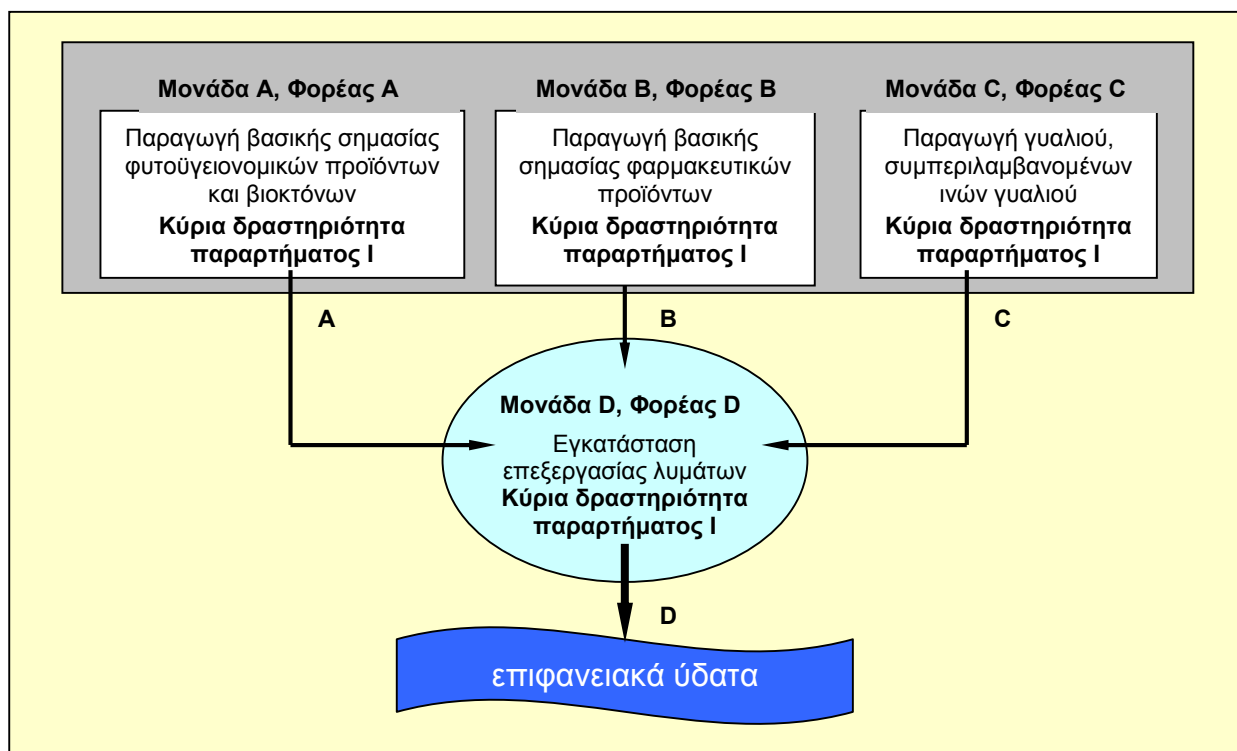 Μονάδα A, Φορέας A
Παραγωγή βασικής σημασίας
φυτοϋγειονομικών προϊόντων
και βιοκτόνων
Κύρια δραστηριότητα
παραρτήματος I
Μονάδα B, Φορέας B
Παραγωγή βασικής
σημασίας φαρμακευτικών
προϊόντων
Κύρια δραστηριότητα
παραρτήματος I
Μονάδα C, Φορέας C
Παραγωγή γυαλιού,
συμπεριλαμβανομένων
ινών γυαλιού
Κύρια δραστηριότητα
παραρτήματος I
A
B
C
Μονάδα D, Φορέας D
Εγκατάσταση
επεξεργασίας λυμάτων
Κύρια δραστηριότητα
παραρτήματος I
D
επιφανειακά ύδατα